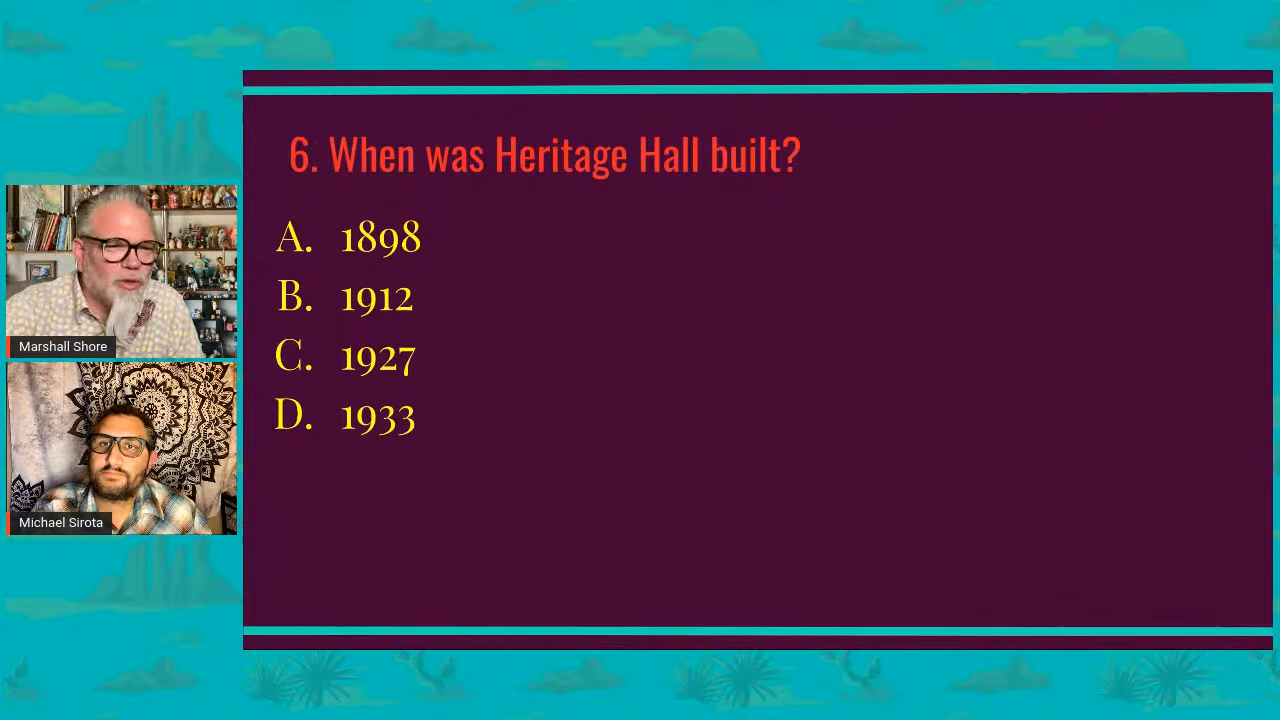 6. When was Heritage Hall built?
A. 1898
B. 1912
C. 1927
D. 1933
Marshall Shore
Michael Sirota